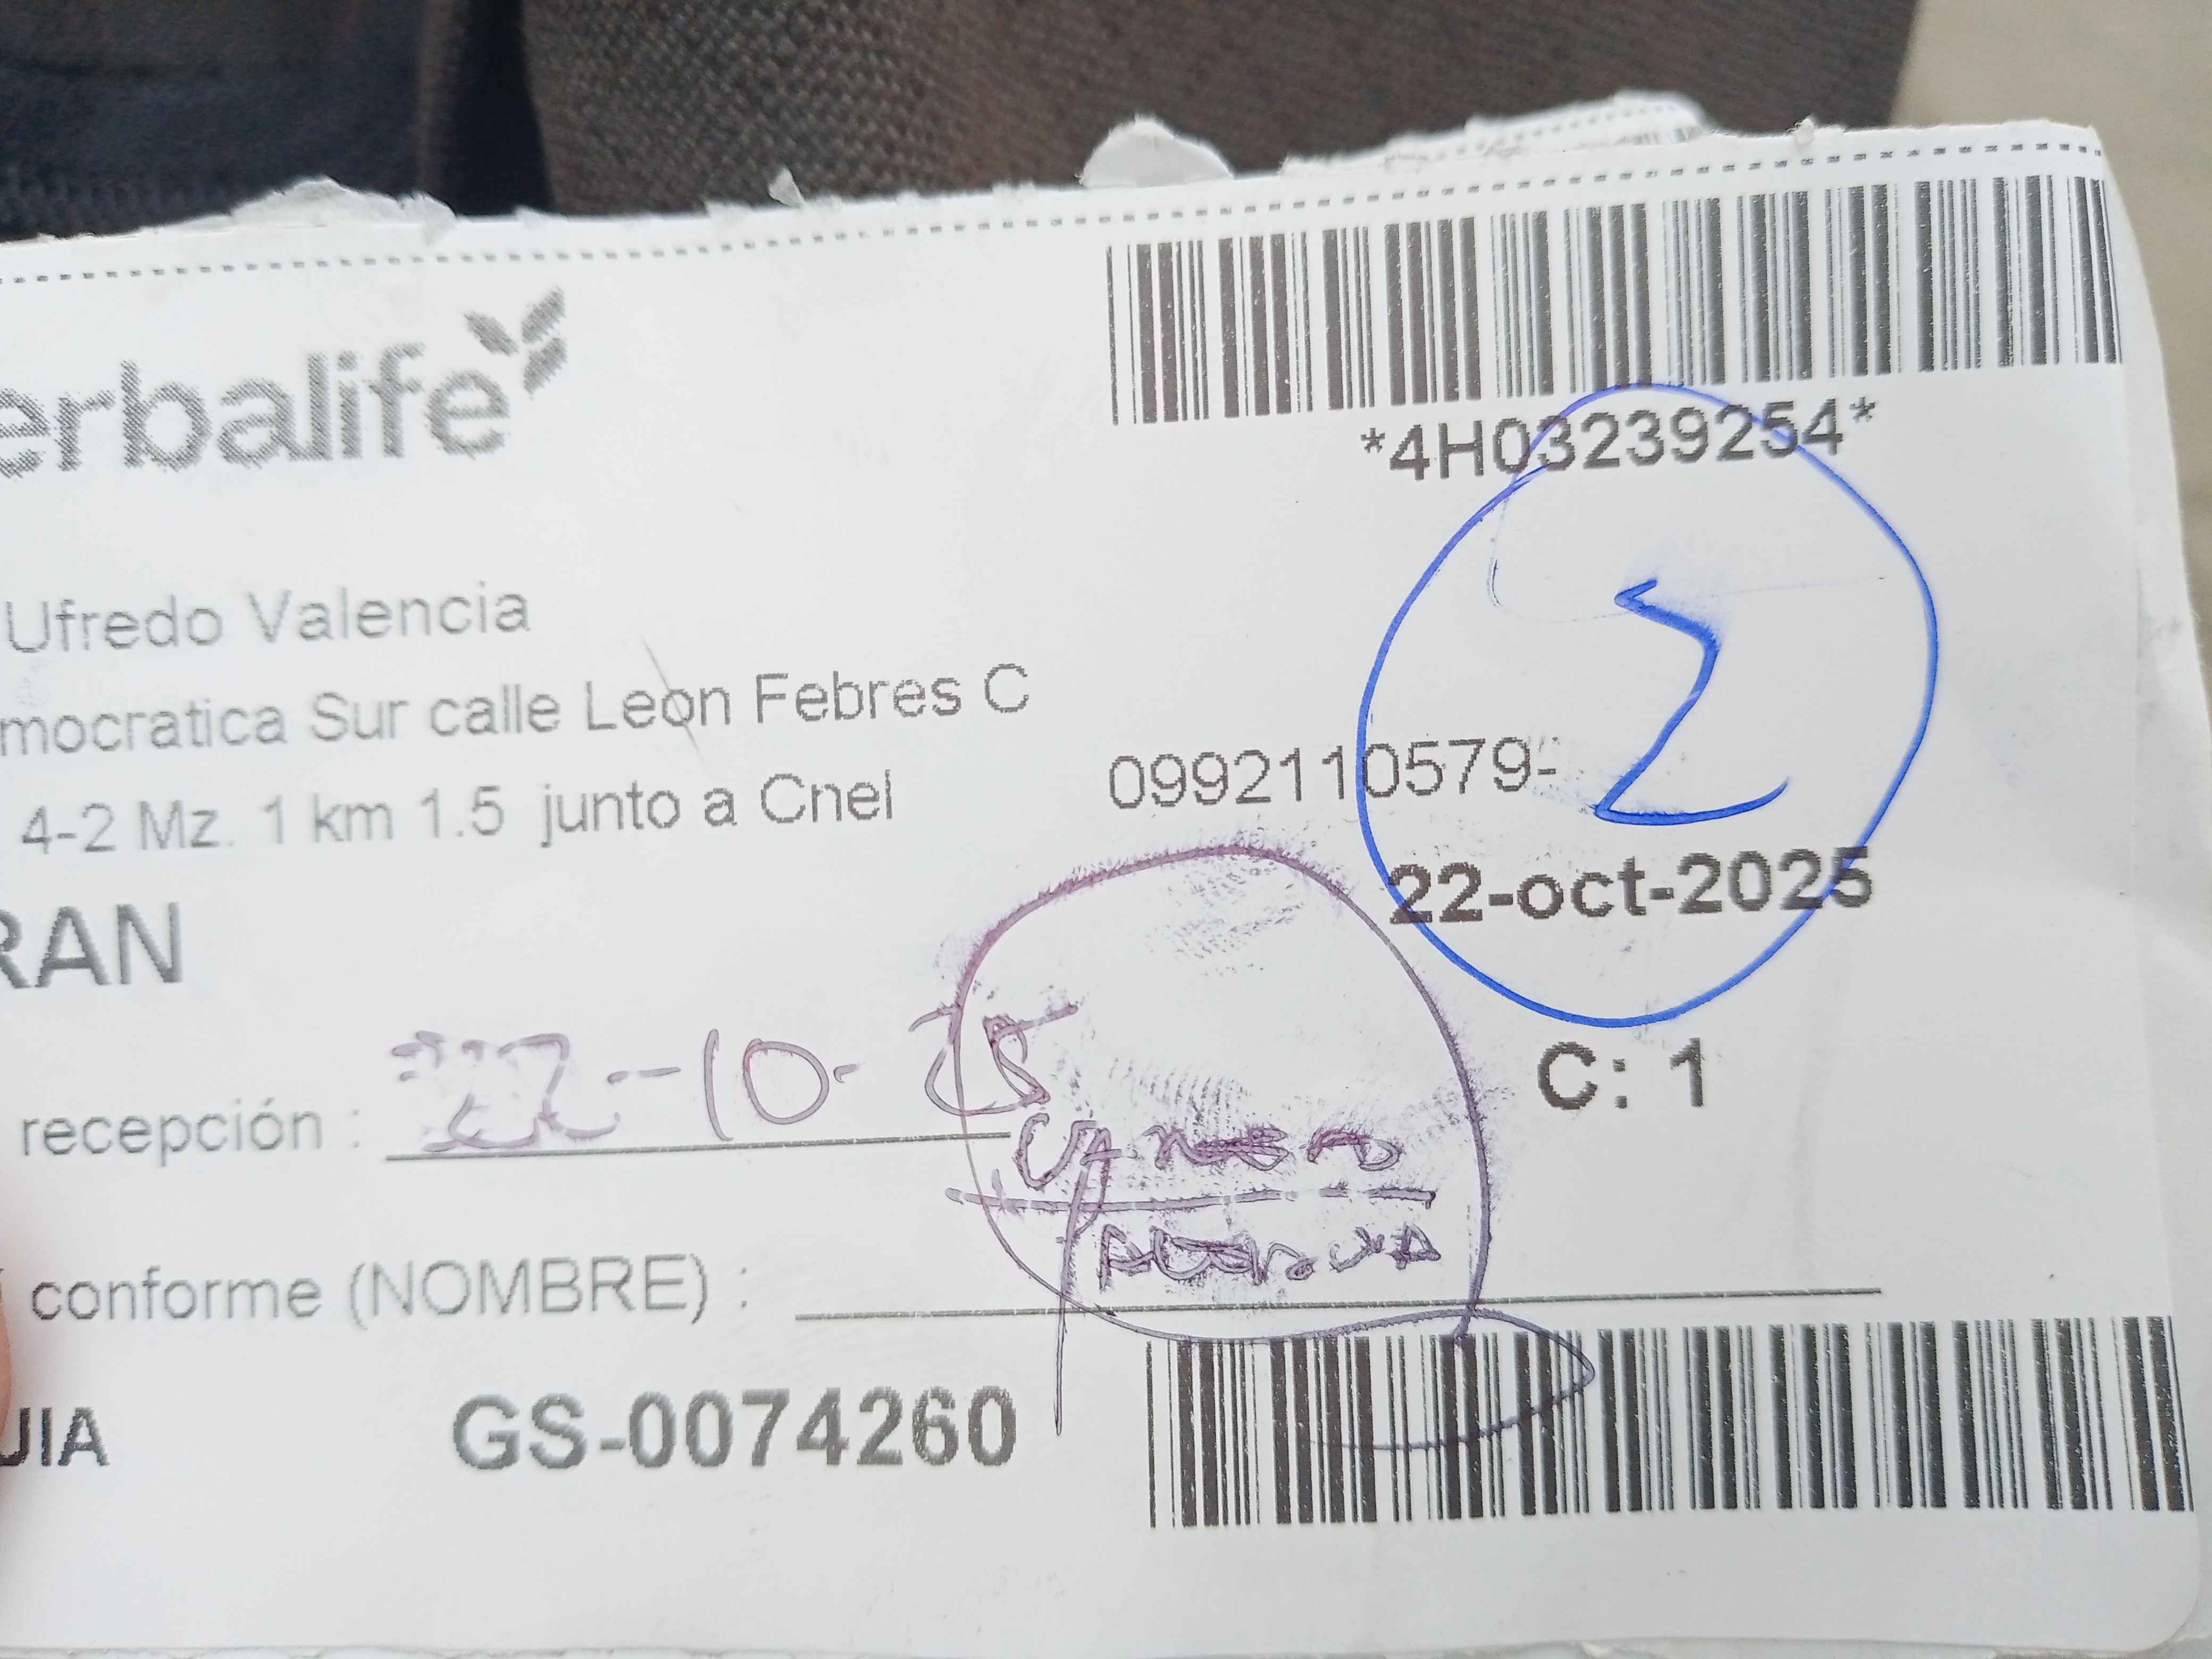 erbalife
*4H03239254*
2
Ufredo Valencia
mocratica Sur calle Leon Febres C
4-2 Mz. 1 km 1.5 junto a Cnel
0992110579-
22-oct-2025
RAN
C: 1
recepción : 22-10-25
conforme (NOMBRE) :
UIA
GS-0074260